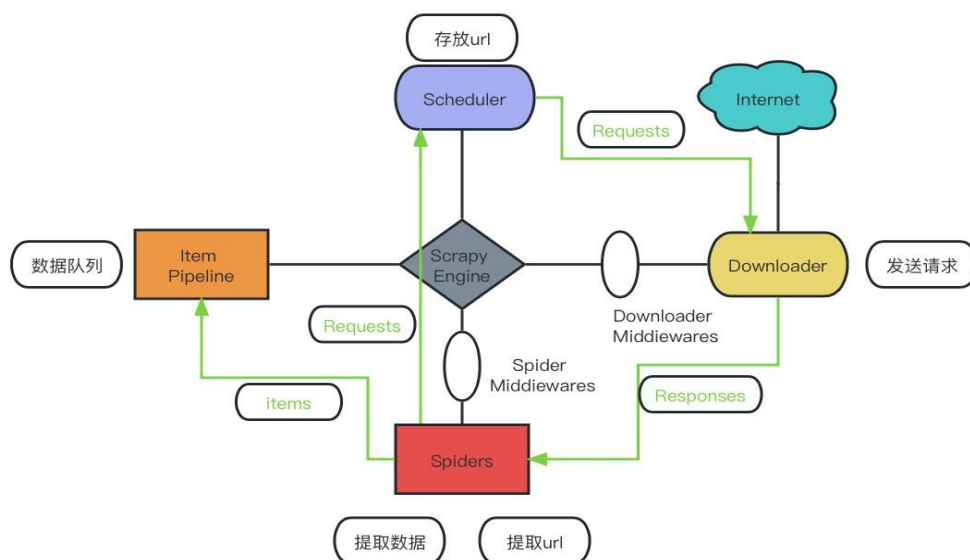 存放url
Scheduler
Internet
Requests
Item
Pipeline
数据队列
Scrapy
Engine
Downloader
发送请求
Requests
Downloader
Middiewares
Spider
Middiewares
items
Responses
Spiders
提取数据
提取url